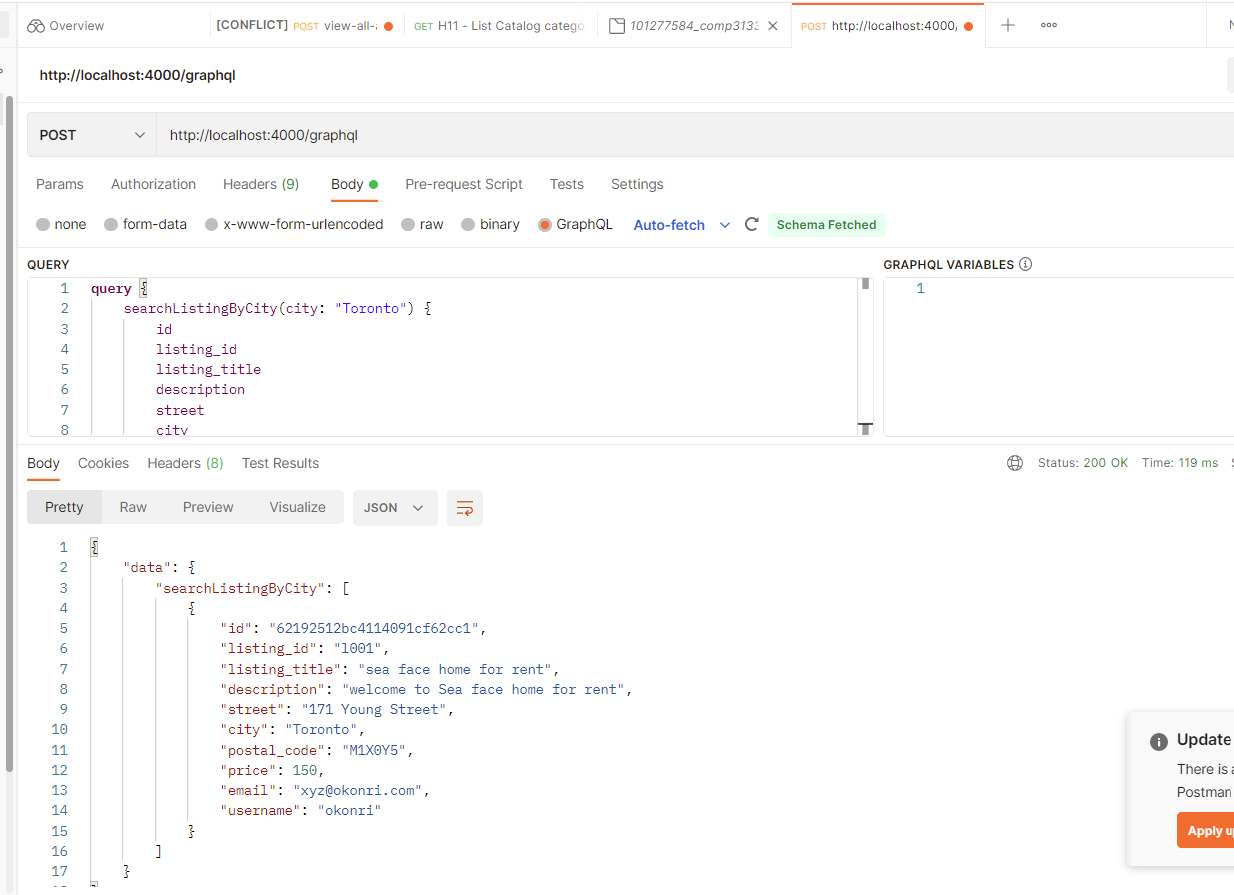 Overview [CONFLICT] POST view-all- GET H11 - List Catalog catego 101277584_comp3133 POST http://localhost:4000/
http://localhost:4000/graphql
POST http://localhost:4000/graphql
Params Authorization Headers (9) Body Pre-request Script Tests Settings
none form-data x-www-form-urlencoded raw binary GraphQL Auto-fetch Schema Fetched
QUERY GRAPHQL VARIABLES
1 query { 1
2 searchListingByCity(city: "Toronto") {
3 id
4 listing_id
5 listing_title
6 description
7 street
8 city
Body Cookies Headers (8) Test Results Status: 200 OK Time: 119 ms
Pretty Raw Preview Visualize JSON
1 {
2 "data": {
3 "searchListingByCity": [
4 {
5 "id": "62192512bc4114091cf62cc1",
6 "listing_id": "l001",
7 "listing_title": "sea face home for rent",
8 "description": "welcome to Sea face home for rent",
9 "street": "171 Young Street",
10 "city": "Toronto",
11 "postal_code": "M1X0Y5",
12 "price": 150,
13 "email": "xyz@okonri.com",
14 "username": "okonri"
15 }
16 ]
17 }
Update
There is a
Postman
Apply up